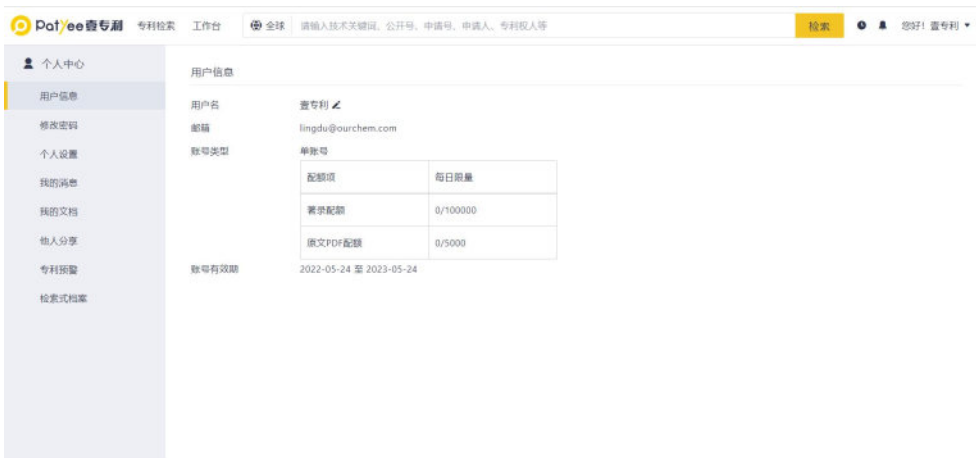 Patyee壹专利 专利检索 工作台 全球 请输入技术关键词、公开号、申请号、申请人、专利权人等 检索 您好！壹专利
个人中心
用户信息
修改密码
个人设置
我的消息
我的文档
他人分享
专利预警
检索式档案
用户信息
用户名 壹专利
邮箱 lingdu@ourchem.com
账号类型 单账号
配额项 每日限量
著录配额 0/100000
原文PDF配额 0/5000
账号有效期 2022-05-24 至 2023-05-24